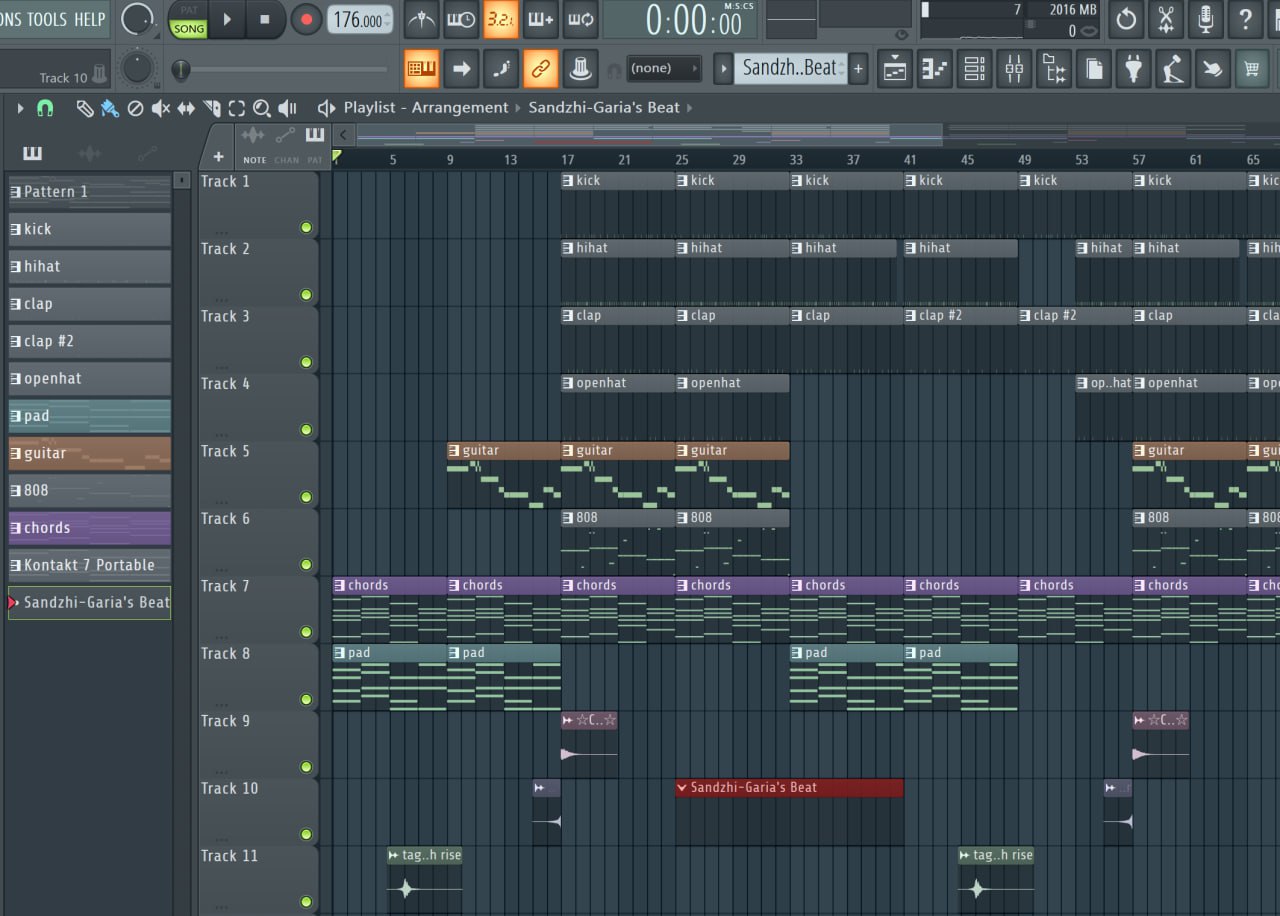 ONS TOOLS HELP
PAT
SONG
176.000
3.2.
0:00:00
M:S:CS
7
2016 MB
0
Track 10
(none)
Sandzh..Beat
+
Playlist - Arrangement
Sandzhi-Garia's Beat
NOTE CHAN PAT
5 9 13 17 21 25 29 33 37 41 45 49 53 57 61 65
Pattern 1
kick
hihat
clap
clap #2
openhat
pad
guitar
808
chords
Kontakt 7 Portable
Sandzhi-Garia's Beat
Track 1
kick kick kick kick kick kick kic
Track 2
hihat hihat hihat hihat hihat hihat hih
Track 3
clap clap clap clap #2 clap #2 clap cla
Track 4
openhat openhat op..hat openhat ope
Track 5
guitar guitar guitar guitar gui
Track 6
808 808 808 808
Track 7
chords chords chords chords chords chords chords chords cho
Track 8
pad pad pad pad
Track 9
☆C..☆ ☆C..☆
Track 10
Sandzhi-Garia's Beat
Track 11
tag..h rise tag..h rise